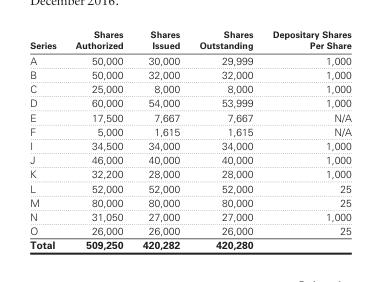 December 2016.
Shares Shares Shares Depositary Shares
Series Authorized Issued Outstanding Per Share
A 50,000 30,000 29,999 1,000
B 50,000 32,000 32,000 1,000
C 25,000 8,000 8,000 1,000
D 60,000 54,000 53,999 1,000
E 17,500 7,667 7,667 N/A
F 5,000 1,615 1,615 N/A
I 34,500 34,000 34,000 1,000
J 46,000 40,000 40,000 1,000
K 32,200 28,000 28,000 1,000
L 52,000 52,000 52,000 25
M 80,000 80,000 80,000 25
N 31,050 27,000 27,000 1,000
O 26,000 26,000 26,000 25
Total 509,250 420,282 420,280